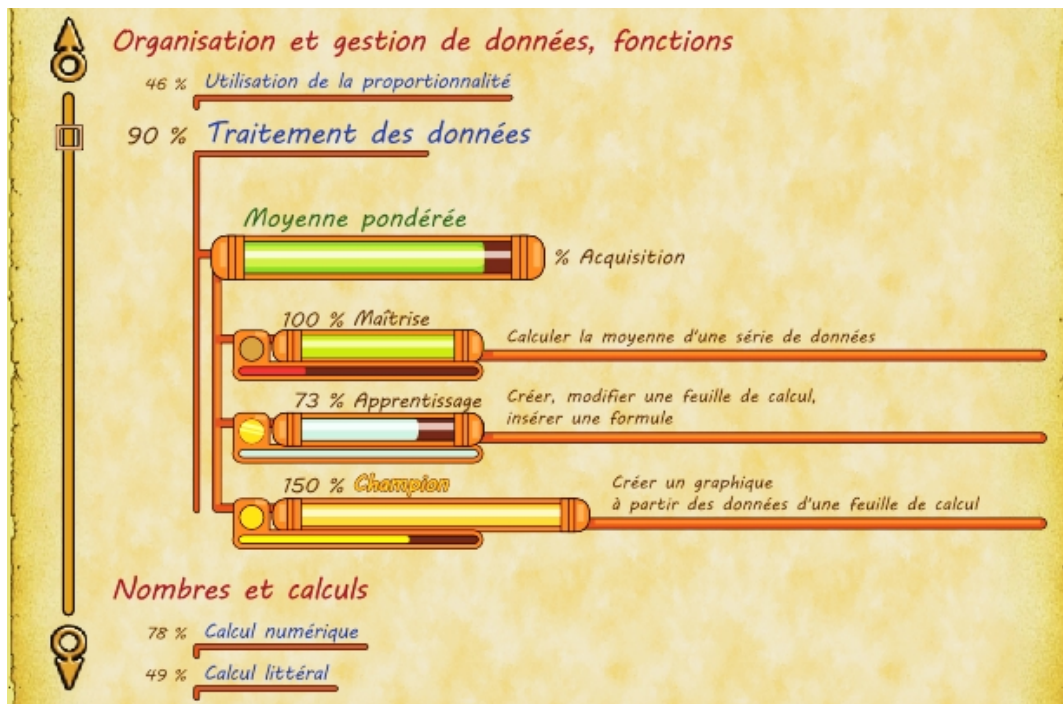 Organisation et gestion de données, fonctions
46 % Utilisation de la proportionnalité
90 % Traitement des données
Moyenne pondérée
% Acquisition
100 % Maîtrise
Calculer la moyenne d'une série de données
73 % Apprentissage
Créer, modifier une feuille de calcul,
insérer une formule
150 % Champion
Créer un graphique
à partir des données d'une feuille de calcul
Nombres et calculs
78 % Calcul numérique
49 % Calcul littéral